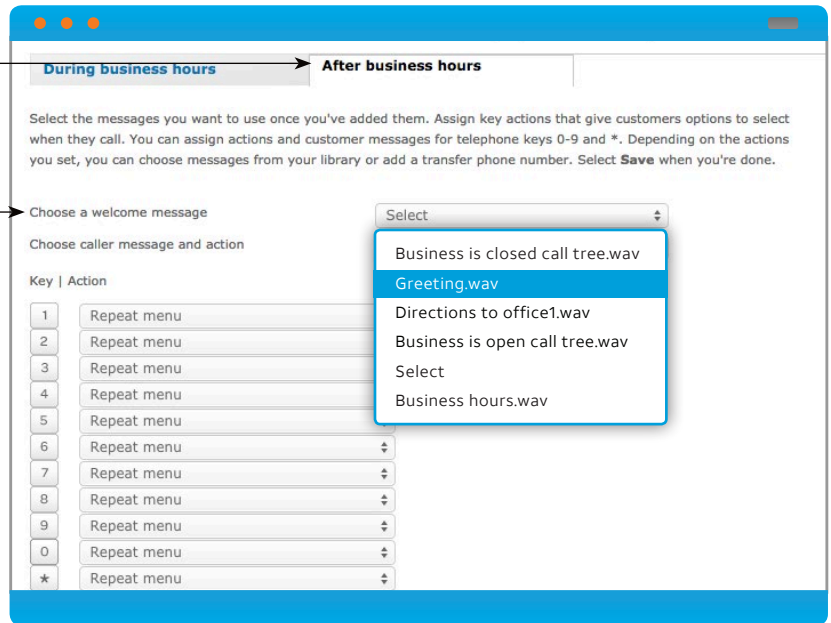 During business hours
After business hours
Select the messages you want to use once you've added them. Assign key actions that give customers options to select
when they call. You can assign actions and customer messages for telephone keys 0-9 and *. Depending on the actions
you set, you can choose messages from your library or add a transfer phone number. Select Save when you're done.
Choose a welcome message
Select
Choose caller message and action
Business is closed call tree.wav
Greeting.wav
Directions to office1.wav
Business is open call tree.wav
Select
Business hours.wav
Key | Action
1 Repeat menu
2 Repeat menu
3 Repeat menu
4 Repeat menu
5 Repeat menu
6 Repeat menu
7 Repeat menu
8 Repeat menu
9 Repeat menu
0 Repeat menu
* Repeat menu